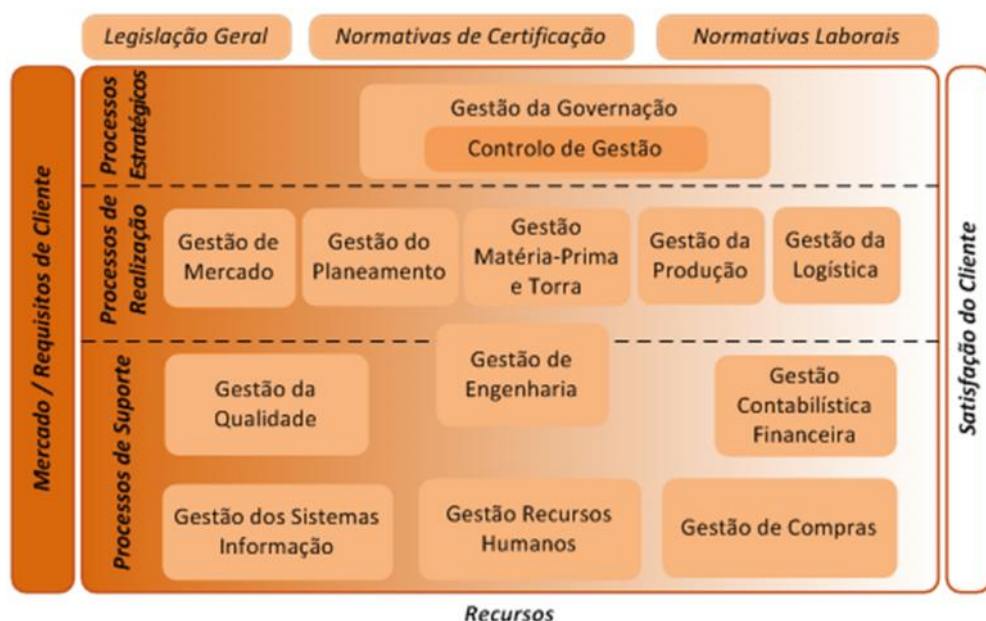 Legislação Geral
Normativas de Certificação
Normativas Laborais
Mercado / Requisitos de Cliente
Processos
Estratégicos
Gestão da Governação
Controlo de Gestão
Processos de
Realização
Gestão de
Mercado
Gestão do
Planeamento
Gestão
Matéria-Prima
e Torra
Gestão da
Produção
Gestão da
Logística
Processos de Suporte
Gestão da
Qualidade
Gestão de
Engenharia
Gestão
Contabilística
Financeira
Gestão dos Sistemas
Informação
Gestão Recursos
Humanos
Gestão de Compras
Satisfação do Cliente
Recursos